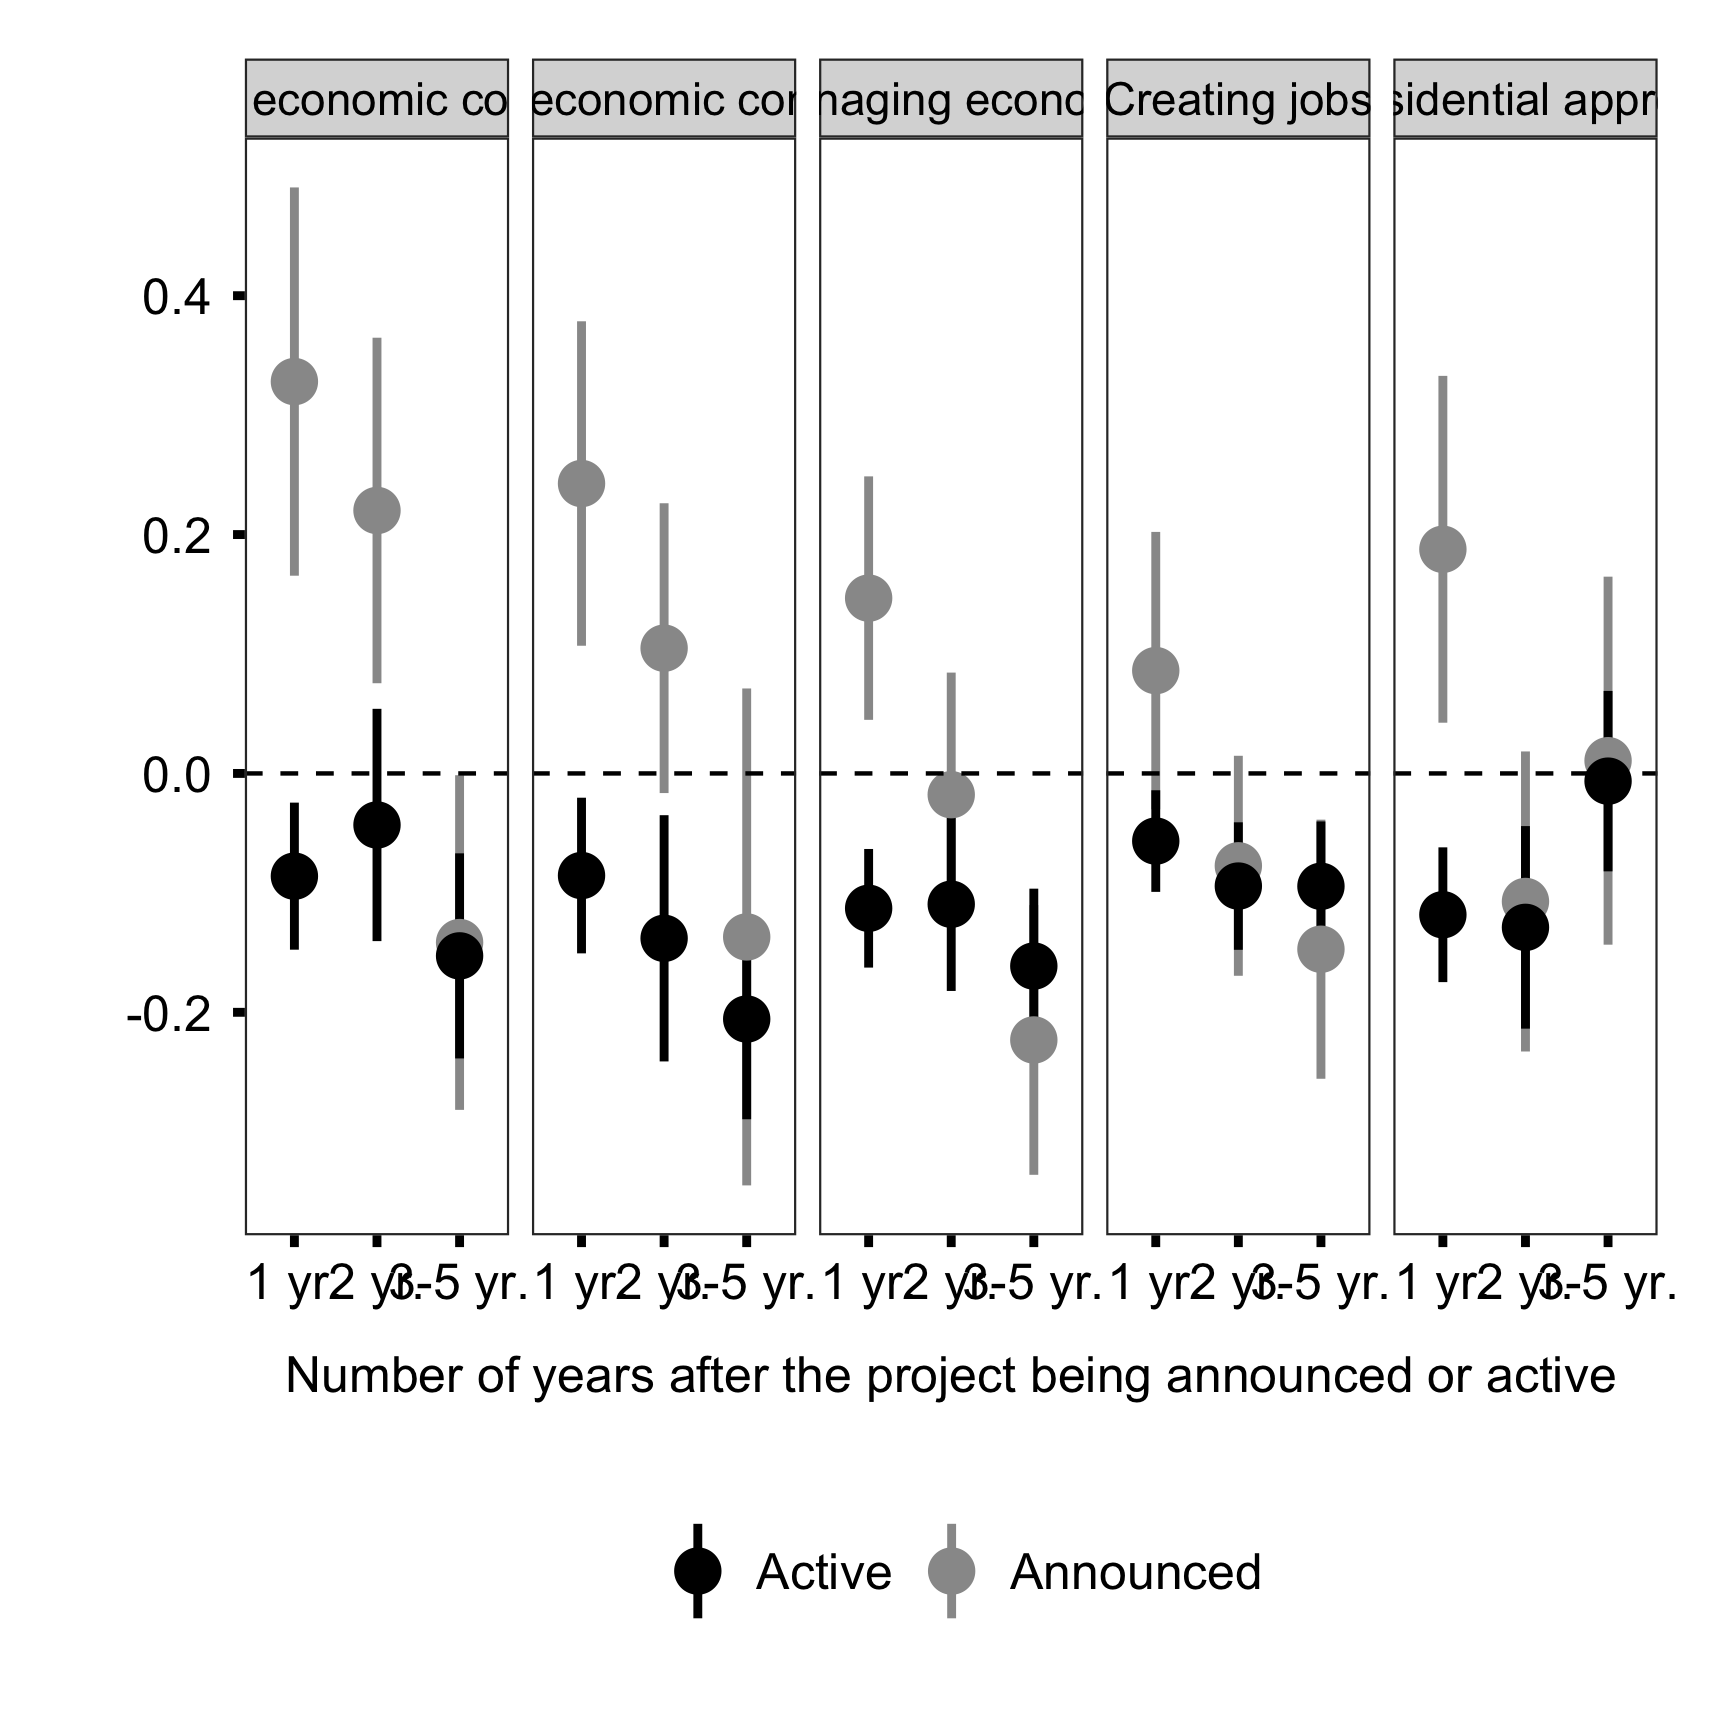 economic co economic cor naging econo Creating jobs sidential appr
0.4
0.2
0.0
-0.2
1 yr. 2 yr. 3-5 yr. 1 yr. 2 yr. 3-5 yr. 1 yr. 2 yr. 3-5 yr. 1 yr. 2 yr. 3-5 yr. 1 yr. 2 yr. 3-5 yr.
Number of years after the project being announced or active
Active Announced